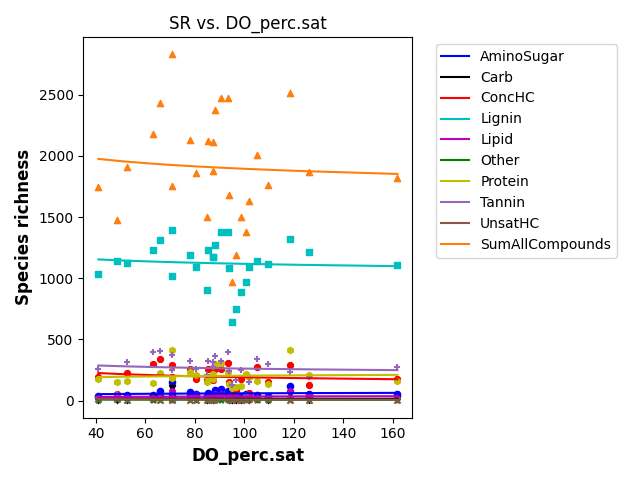 SR vs. DO_perc.sat
Species richness
2500
2000
1500
1000
500
0
40 60 80 100 120 140 160
DO_perc.sat
AminoSugar
Carb
ConcHC
Lignin
Lipid
Other
Protein
Tannin
UnsatHC
SumAllCompounds